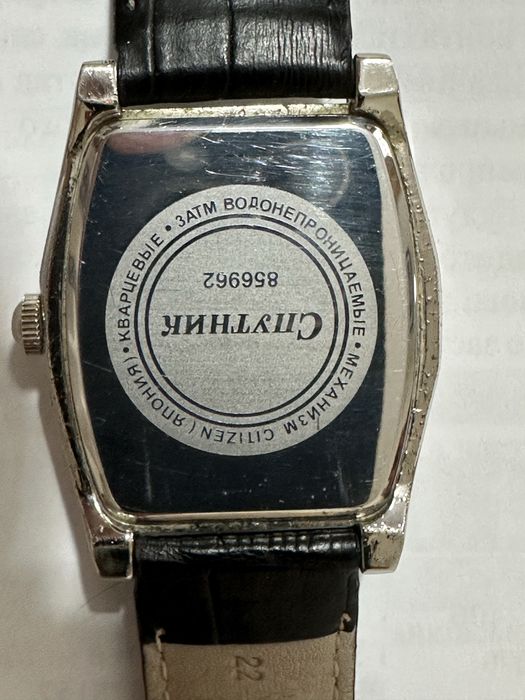 Спутник
856962
• КВАРЦЕВЫЕ • 3АТМ ВОДОНЕПРОНИЦАЕМЫЕ • МЕХАНИЗМ CITIZEN (ЯПОНИЯ)
22